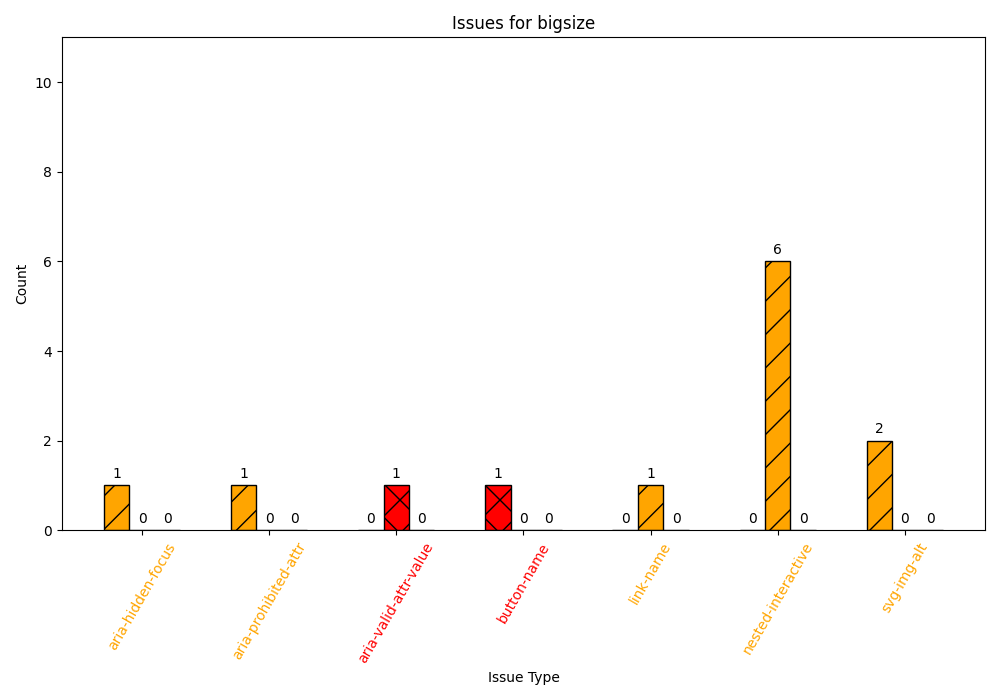 Issues for bigsize
10
8
6
4
2
0
Count
1 0 0
1 0 0
0 1 0
1 0 0
0 1 0
0 6 0
2 0 0
aria-hidden-focus
aria-prohibited-attr
aria-valid-attr-value
button-name
link-name
nested-interactive
svg-img-alt
Issue Type